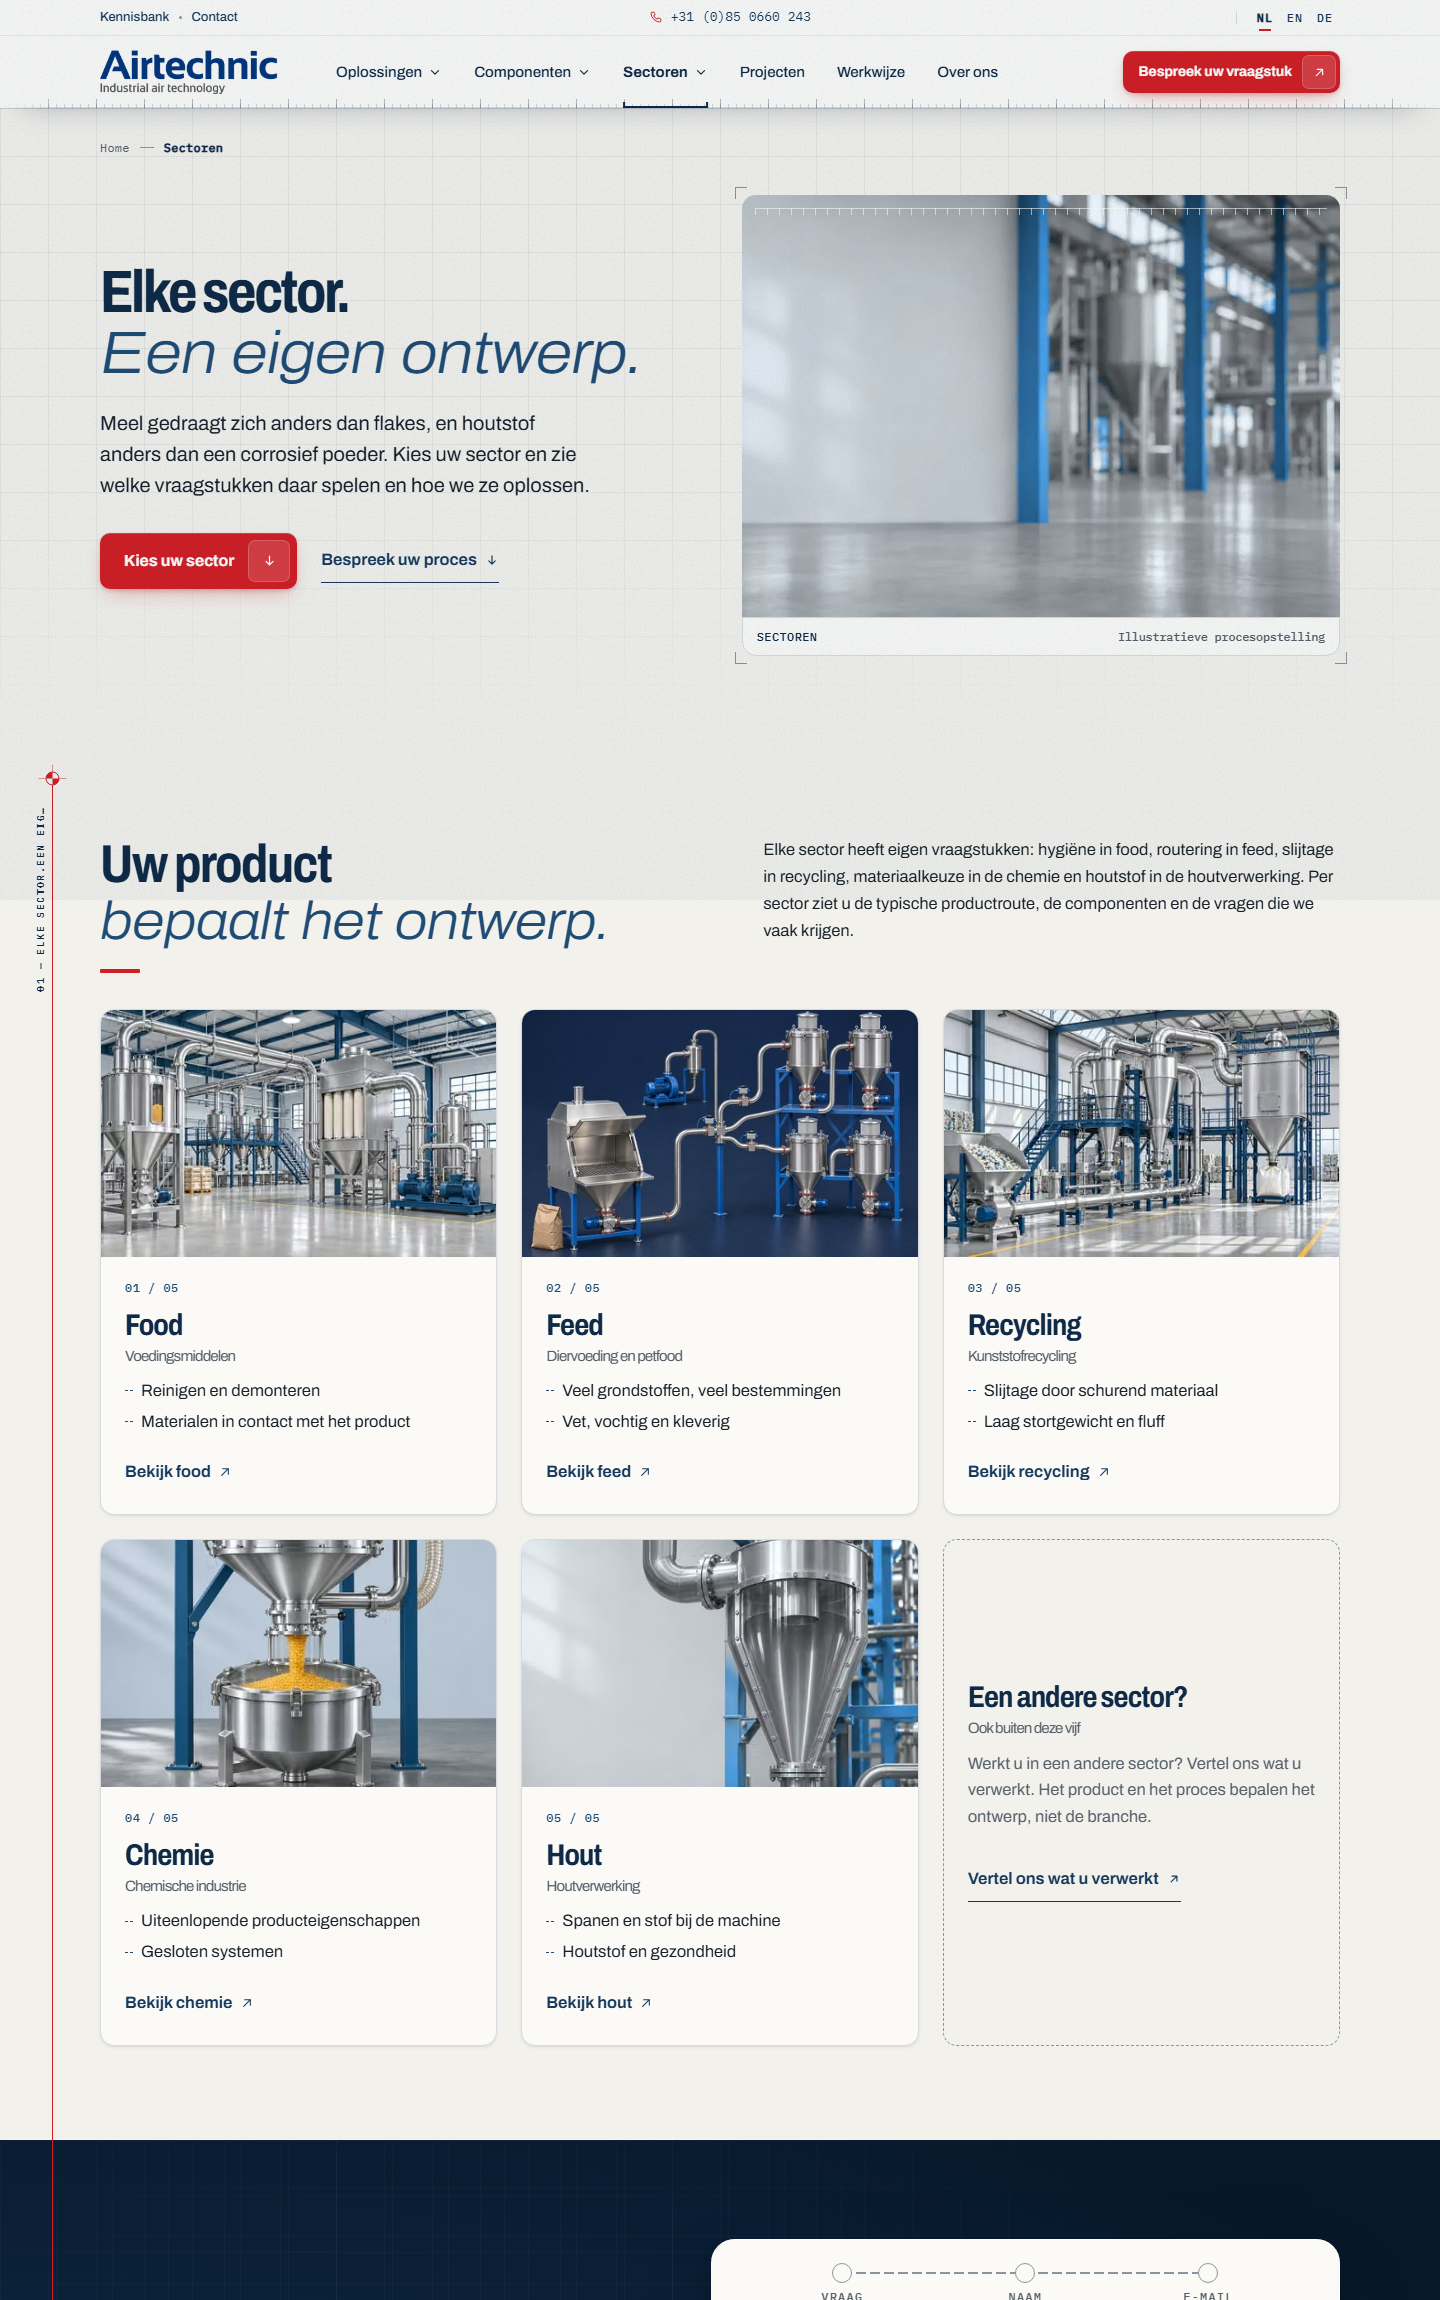 Kennisbank • Contact
+31 (0)85 0660 243
NL EN DE
Airtechnic
Industrial air technology
Oplossingen
Componenten
Sectoren
Projecten
Werkwijze
Over ons
Bespreek uw vraagstuk
Home — Sectoren
Elke sector.
Een eigen ontwerp.
Meel gedraagt zich anders dan flakes, en houtstof
anders dan een corrosief poeder. Kies uw sector en zie
welke vraagstukken daar spelen en hoe we ze oplossen.
Kies uw sector
Bespreek uw proces
SECTOREN
Illustratieve procesopstelling
01 — ELKE SECTOR.EEN EIG…
Uw product
bepaalt het ontwerp.
Elke sector heeft eigen vraagstukken: hygiëne in food, routering in feed, slijtage
in recycling, materiaalkeuze in de chemie en houtstof in de houtverwerking. Per
sector ziet u de typische productroute, de componenten en de vragen die we
vaak krijgen.
01 / 05
Food
Voedingsmiddelen
Reinigen en demonteren
Materialen in contact met het product
Bekijk food
02 / 05
Feed
Diervoeding en petfood
Veel grondstoffen, veel bestemmingen
Vet, vochtig en kleverig
Bekijk feed
03 / 05
Recycling
Kunststofrecycling
Slijtage door schurend materiaal
Laag stortgewicht en fluff
Bekijk recycling
04 / 05
Chemie
Chemische industrie
Uiteenlopende producteigenschappen
Gesloten systemen
Bekijk chemie
05 / 05
Hout
Houtverwerking
Spanen en stof bij de machine
Houtstof en gezondheid
Bekijk hout
Een andere sector?
Ook buiten deze vijf
Werkt u in een andere sector? Vertel ons wat u
verwerkt. Het product en het proces bepalen het
ontwerp, niet de branche.
Vertel ons wat u verwerkt
VRAAG
NAAM
E-MAIL